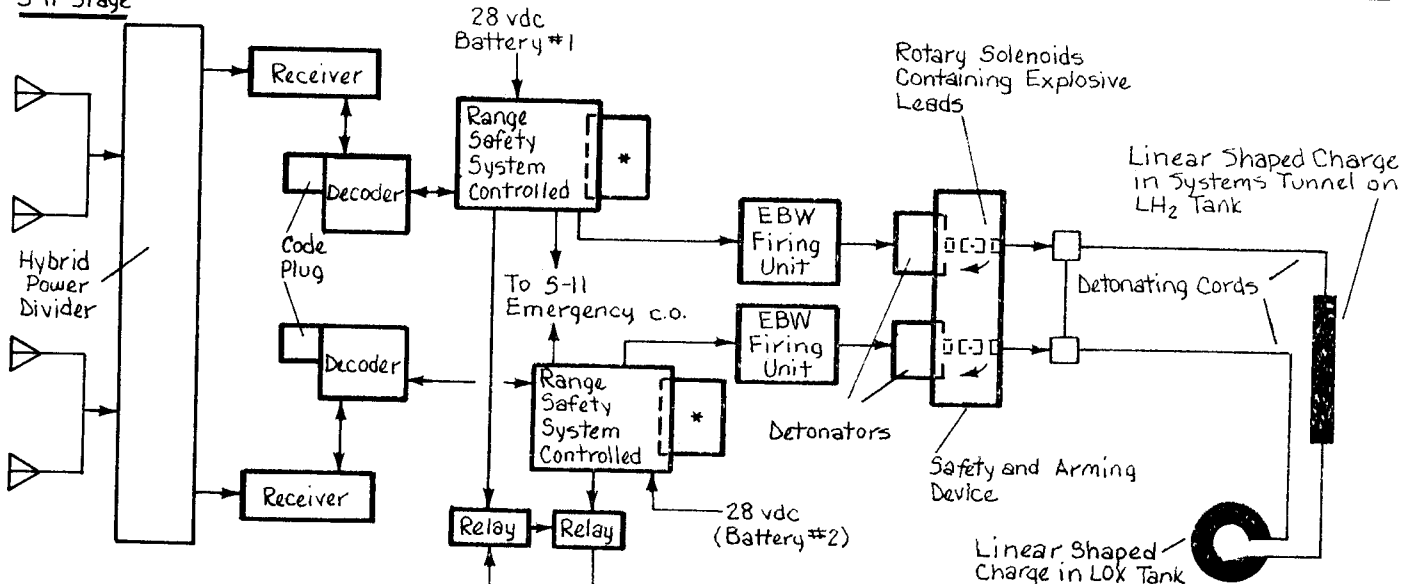 S-II Stage
28 vdc
Battery #1
Rotary Solenoids
Containing Explosive
Leads
Receiver
Range
Safety
System
Controlled
*
Linear Shaped Charge
in Systems Tunnel on
LH₂ Tank
Decoder
EBW
Firing
Unit
Code
Plug
Hybrid
Power
Divider
To S-II
Emergency c.o.
Detonating Cords
EBW
Firing
Unit
Decoder
Range
Safety
System
Controlled
*
Detonators
Safety and Arming
Device
Receiver
Relay
Relay
28 vdc
(Battery #2)
Linear Shaped
Charge in LOX Tank